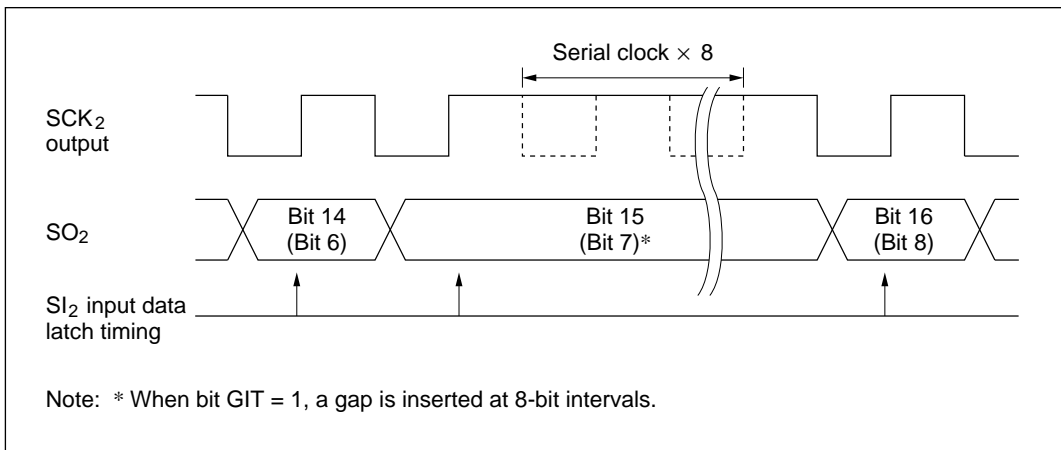 Serial clock × 8
SCK₂
output
SO₂
Bit 14
(Bit 6)
Bit 15
(Bit 7)*
Bit 16
(Bit 8)
SI₂ input data
latch timing
Note: * When bit GIT = 1, a gap is inserted at 8-bit intervals.